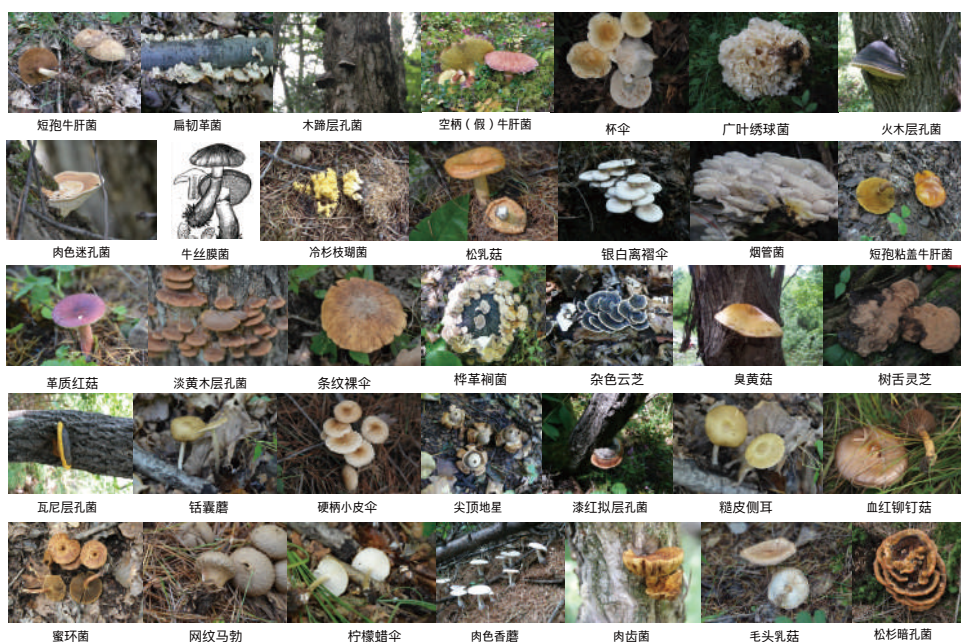 短孢牛肝菌 扁韧革菌 木蹄层孔菌 空柄（假）牛肝菌 杯伞 广叶绣球菌 火木层孔菌
肉色迷孔菌 牛丝膜菌 冷杉枝瑚菌 松乳菇 银白离褶伞 烟管菌 短孢粘盖牛肝菌
革质红菇 淡黄木层孔菌 条纹裸伞 桦革裥菌 杂色云芝 臭黄菇 树舌灵芝
瓦尼层孔菌 铦囊蘑 硬柄小皮伞 尖顶地星 漆红拟层孔菌 糙皮侧耳 血红铆钉菇
蜜环菌 网纹马勃 柠檬蜡伞 肉色香蘑 肉齿菌 毛头乳菇 松杉暗孔菌